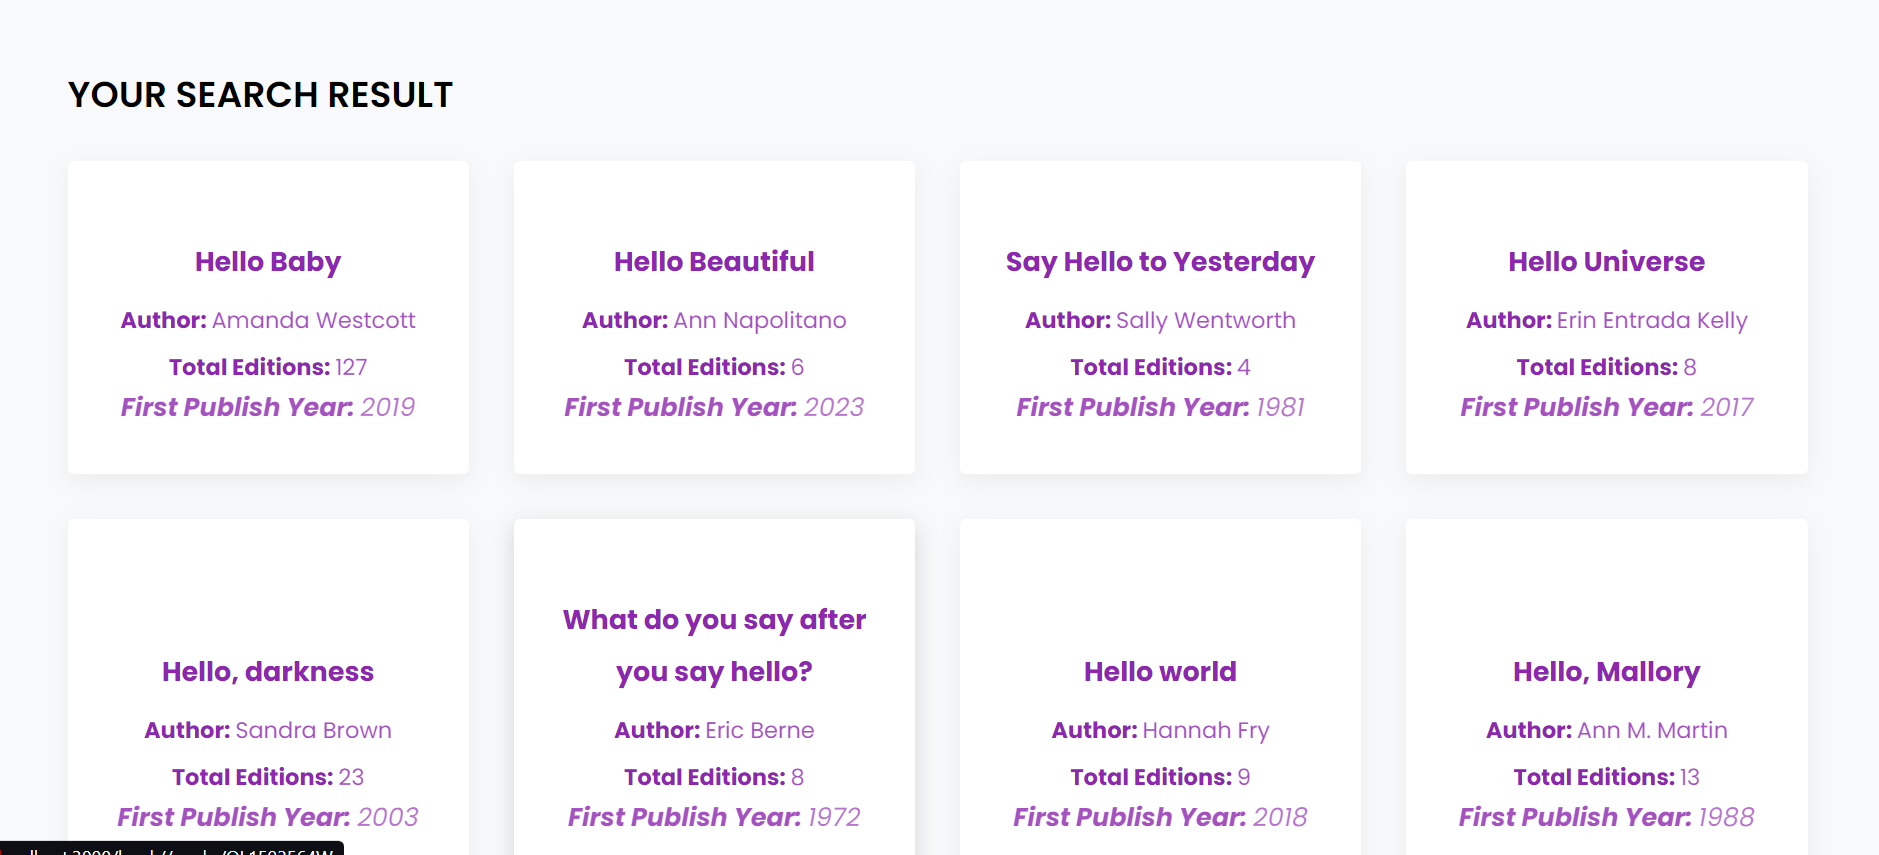 YOUR SEARCH RESULT
Hello Baby
Author: Amanda Westcott
Total Editions: 127
First Publish Year: 2019
Hello Beautiful
Author: Ann Napolitano
Total Editions: 6
First Publish Year: 2023
Say Hello to Yesterday
Author: Sally Wentworth
Total Editions: 4
First Publish Year: 1981
Hello Universe
Author: Erin Entrada Kelly
Total Editions: 8
First Publish Year: 2017
Hello, darkness
Author: Sandra Brown
Total Editions: 23
First Publish Year: 2003
What do you say after
you say hello?
Author: Eric Berne
Total Editions: 8
First Publish Year: 1972
Hello world
Author: Hannah Fry
Total Editions: 9
First Publish Year: 2018
Hello, Mallory
Author: Ann M. Martin
Total Editions: 13
First Publish Year: 1988